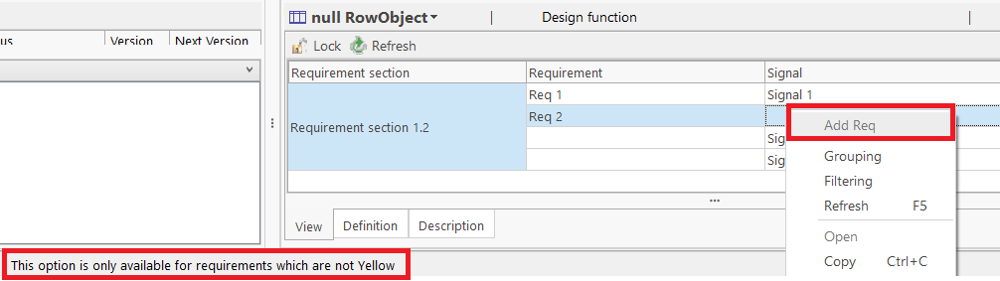 null RowObject
Design function
us Version Next Version
Lock Refresh
Requirement section Requirement Signal
Req 1 Signal 1
Requirement section 1.2
Req 2
Add Req
Sig
Grouping
Sig
Filtering
Refresh F5
View Definition Description
Open
Copy Ctrl+C
This option is only available for requirements which are not Yellow